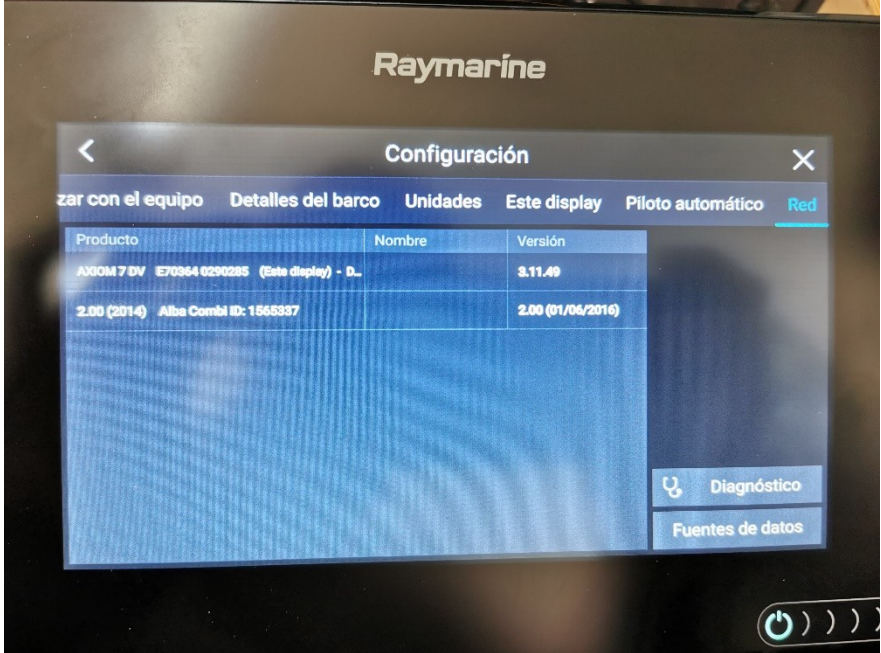 Raymarine
Configuración
zar con el equipo Detalles del barco Unidades Este display Piloto automático Red
Producto Nombre Versión
AXIOM 7 DV E70364 0290285 (Este display) - D... 3.11.49
2.00 (2014) Alba Combi ID: 1565337 2.00 (01/06/2016)
Diagnóstico
Fuentes de datos